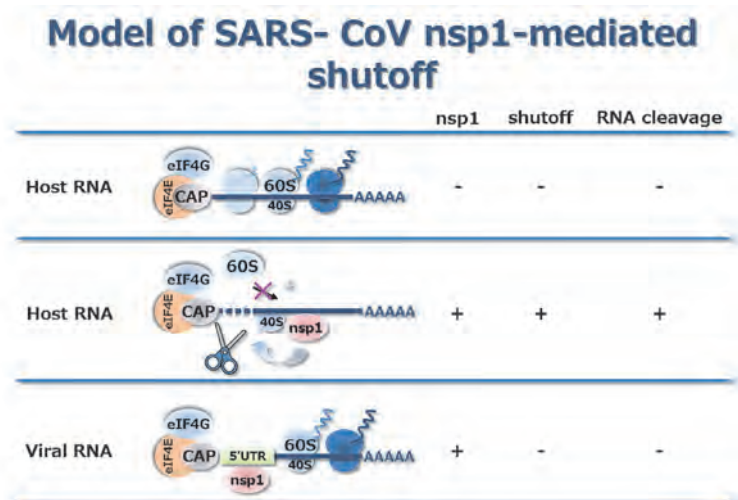 Model of SARS- CoV nsp1-mediated
shutoff
nsp1 shutoff RNA cleavage
eIF4G
Host RNA eIF4E CAP 60S 40S AAAAA - - -
60S
eIF4G
Host RNA eIF4E CAP 40S nsp1 AAAAA + + +
eIF4G
Viral RNA eIF4E CAP 5'UTR 60S 40S AAAAA + - -
nsp1